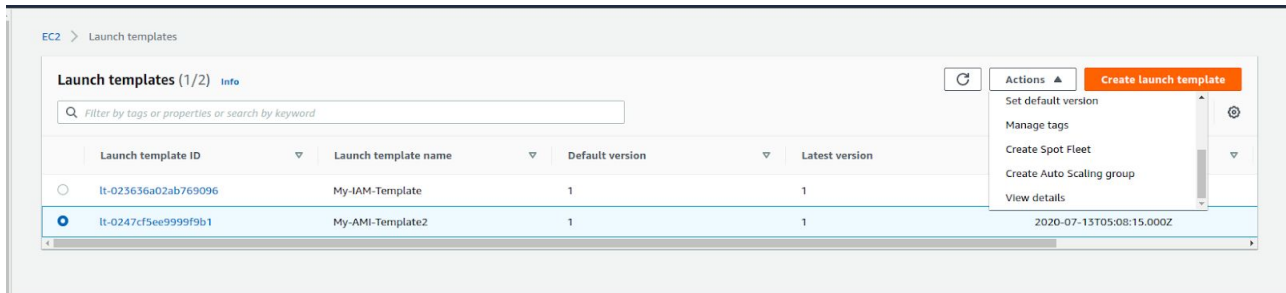 EC2 > Launch templates
Launch templates (1/2) Info
Actions ▲
Create launch template
Filter by tags or properties or search by keyword
Set default version
Manage tags
Create Spot Fleet
Create Auto Scaling group
View details
Launch template ID
Launch template name
Default version
Latest version
lt-023636a02ab769096 My-IAM-Template 1 1
lt-0247cf5ee9999f9b1 My-AMI-Template2 1 1 2020-07-13T05:08:15.000Z